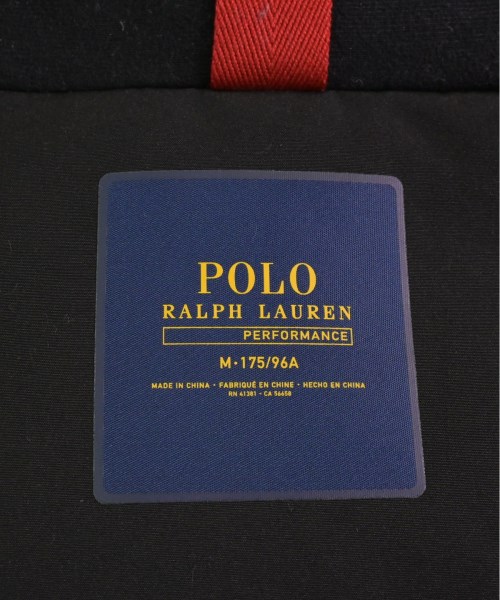 POLO
RALPH LAUREN
PERFORMANCE
M·175/96A
MADE IN CHINA - FABRIQUÉ EN CHINE - HECHO EN CHINA
RN 41381 - CA 56658